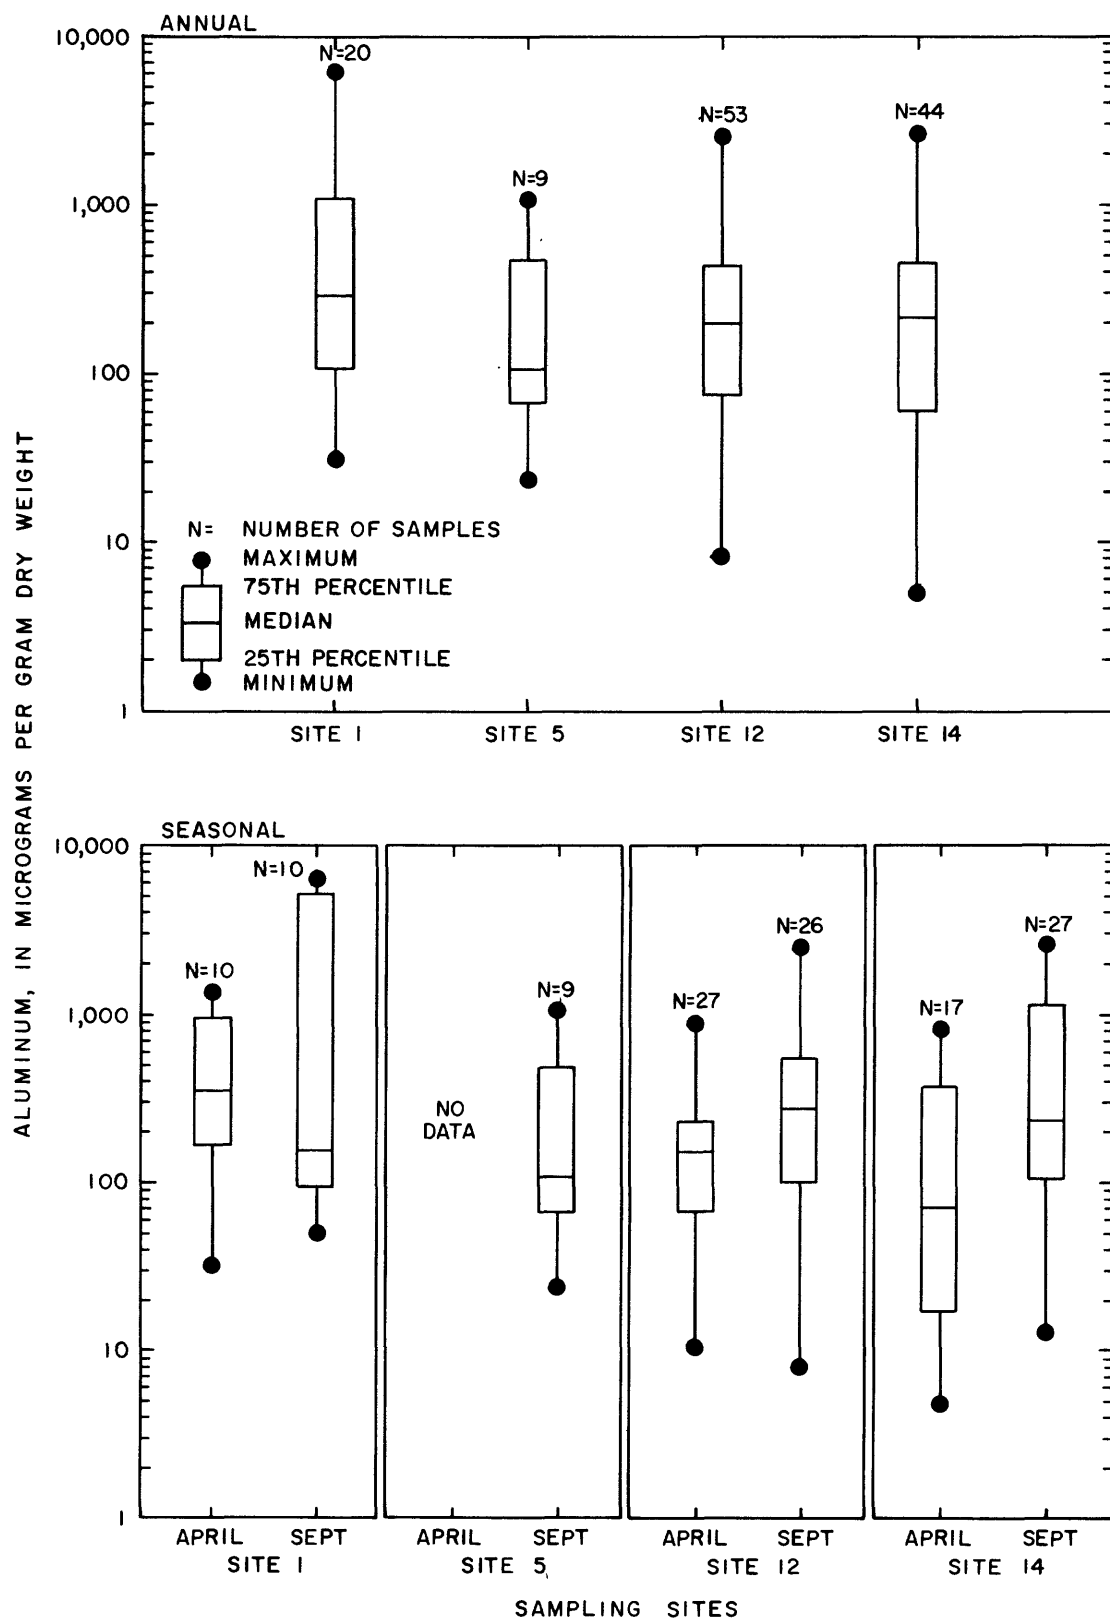 ANNUAL
10,000
N=20
N=53
N=44
N=9
1,000
100
N= NUMBER OF SAMPLES
10
MAXIMUM
75TH PERCENTILE
MEDIAN
25TH PERCENTILE
MINIMUM
1
SITE 1 SITE 5 SITE 12 SITE 14
ALUMINUM, IN MICROGRAMS PER GRAM DRY WEIGHT
SEASONAL
10,000
N=10
N=26
N=27
N=10
N=9
N=27
N=17
1,000
NO
DATA
100
10
1
APRIL SEPT APRIL SEPT APRIL SEPT APRIL SEPT
SITE 1 SITE 5 SITE 12 SITE 14
SAMPLING SITES